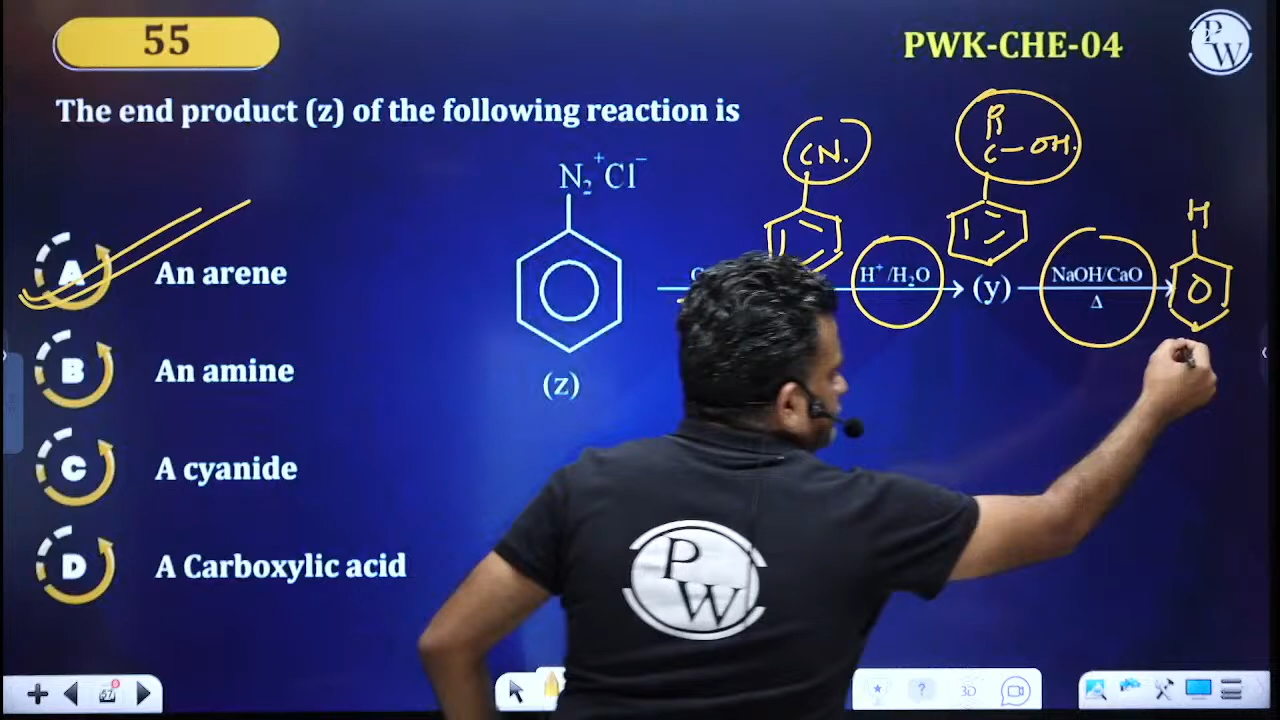 55
PWK-CHE-04
P W
The end product (z) of the following reaction is
CN.
C-OH.
N₂⁺Cl⁻
H
A An arene
H⁺/H₂O
(y)
NaOH/CaO
Δ
B An amine
(z)
C A cyanide
D A Carboxylic acid
P W
3D